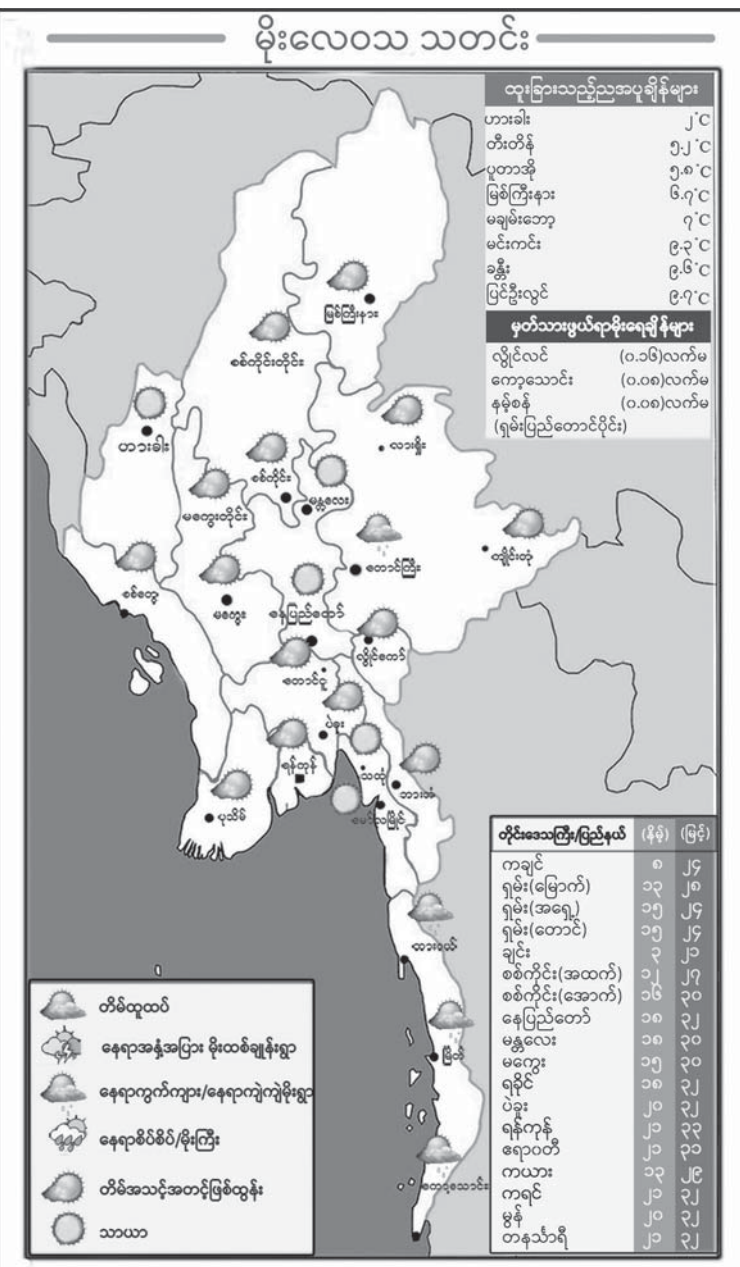 မိုးလေဝသ သတင်း
ထူးခြားသည့်ညအပူချိန်များ
ဟားခါး ၂°C
တီးတိန် ၅.၂°C
ပူတာအို ၅.၈°C
မြစ်ကြီးနား ၆.၇°C
မချမ်းဘော့ ၇°C
မင်းကင်း ၉.၃°C
ခန္တီး ၉.၆°C
ပြင်ဦးလွင် ၉.၇°C
မှတ်သားဖွယ်ရာမိုးရေချိန်များ
လွိုင်လင် (၀.၁၆)လက်မ
ကော့သောင်း (၀.၀၈)လက်မ
နမ့်စန် (၀.၀၈)လက်မ
(ရှမ်းပြည်တောင်ပိုင်း)
မြစ်ကြီးနား
စစ်ကိုင်းတိုင်း
ဟားခါး
လားရှိုး
စစ်ကိုင်း
မန္တလေး
မကွေးတိုင်း
ကျိုင်းတုံ
တောင်ကြီး
စစ်တွေ
မကွေး
နေပြည်တော်
လွိုင်ကော်
တောင်ငူ
ပဲခူး
ရန်ကုန်
သထုံ
ဘားအံ
ပုသိမ်
မော်လမြိုင်
ထားဝယ်
မြိတ်
ကော့သောင်း
တိုင်းဒေသကြီး/ပြည်နယ် (နိမ့်) (မြင့်)
ကချင် ၈ ၂၄
ရှမ်း(မြောက်) ၁၃ ၂၈
ရှမ်း(အရှေ့) ၁၅ ၂၄
ရှမ်း(တောင်) ၁၅ ၂၄
ချင်း ၃ ၂၁
စစ်ကိုင်း(အထက်) ၁၂ ၂၇
စစ်ကိုင်း(အောက်) ၁၆ ၃၀
နေပြည်တော် ၁၈ ၃၂
မန္တလေး ၁၈ ၃၀
မကွေး ၁၅ ၃၀
ရခိုင် ၁၈ ၃၂
ပဲခူး ၂၀ ၃၂
ရန်ကုန် ၂၁ ၃၃
ဧရာဝတီ ၂၁ ၃၁
ကယား ၁၃ ၂၉
ကရင် ၂၁ ၃၂
မွန် ၂၀ ၃၂
တနင်္သာရီ ၂၁ ၃၂
တိမ်ထူထပ်
နေရာအနှံ့အပြား မိုးထစ်ချုန်းရွာ
နေရာကွက်ကျား/နေရာကျဲကျဲမိုးရွာ
နေရာစိပ်စိပ်/မိုးကြီး
တိမ်အသင့်အတင့်ဖြစ်ထွန်း
သာယာ